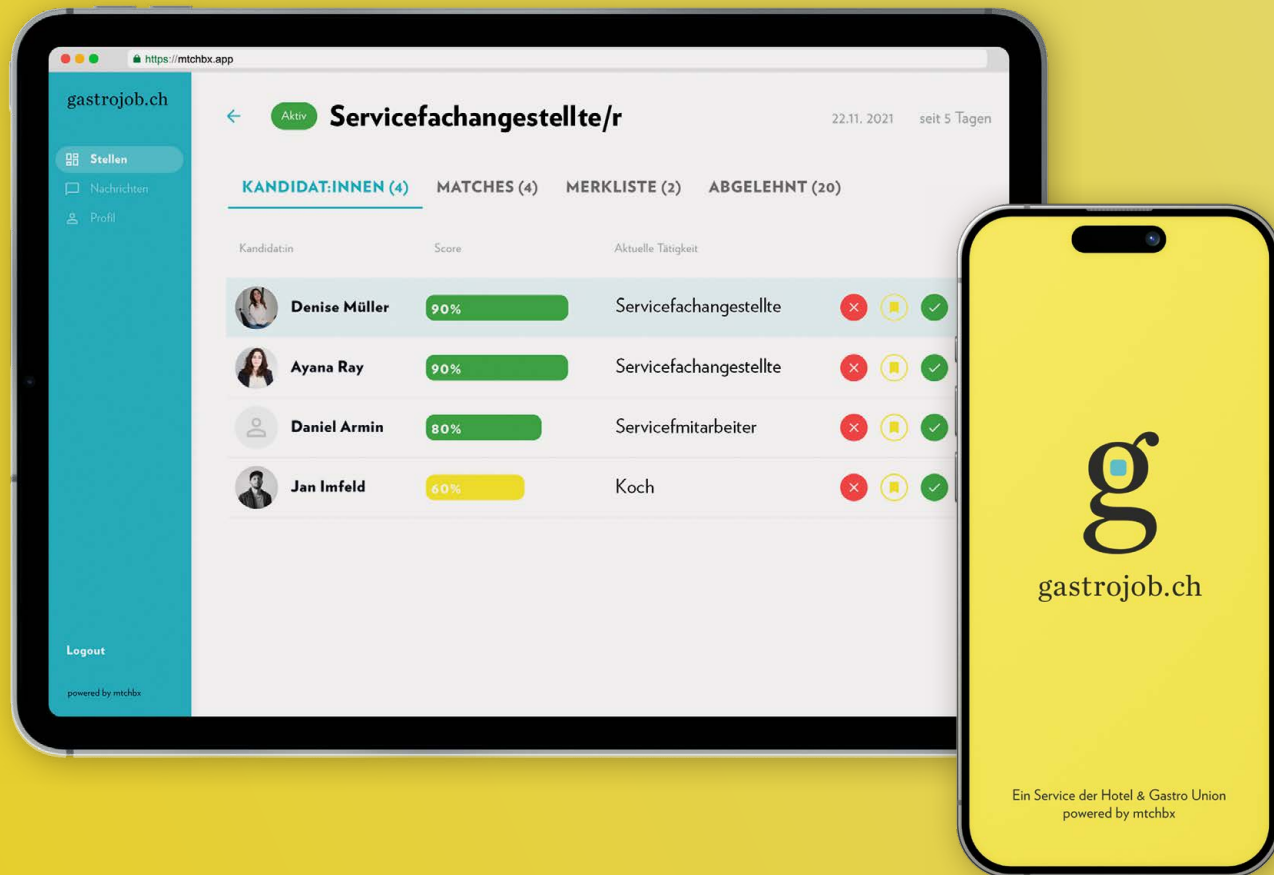 https://mtchbx.app
gastrojob.ch
Stellen
Nachrichten
Profil
Logout
powered by mtchbx
Aktiv Servicefachangestellte/r 22.11. 2021 seit 5 Tagen
KANDIDAT:INNEN (4) MATCHES (4) MERKLISTE (2) ABGELEHNT (20)
Kandidat:in Score Aktuelle Tätigkeit
Denise Müller 90% Servicefachangestellte
Ayana Ray 90% Servicefachangestellte
Daniel Armin 80% Servicefmitarbeiter
Jan Imfeld 60% Koch
g
gastrojob.ch
Ein Service der Hotel & Gastro Union
powered by mtchbx